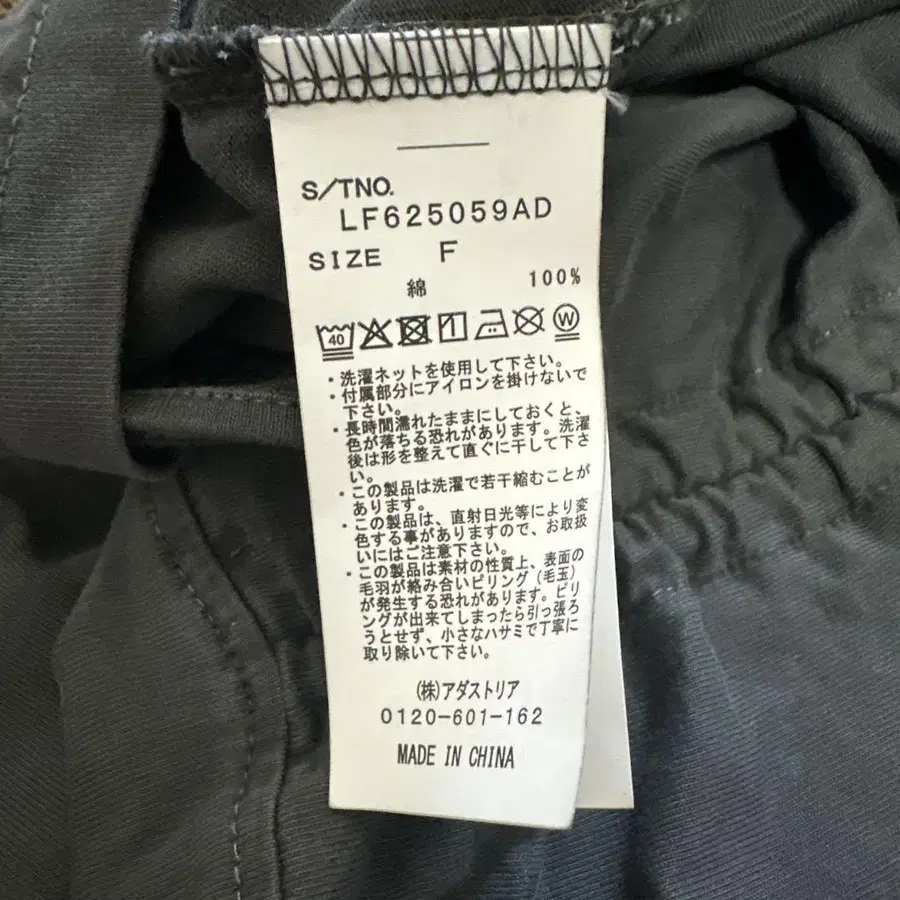 S/TNO.
LF625059AD
SIZE F
綿 100%
40 W
・洗濯ネットを使用して下さい。
・付属部分にアイロンを掛けないで
下さい。
・長時間濡れたままにしておくと、
色が落ちる恐れがあります。洗濯
後は形を整えて直ぐに干して下さ
い。
・この製品は洗濯で若干縮むことが
あります。
・この製品は、直射日光等により変
色する事がありますので、お取扱
いにはご注意下さい。
・この製品は素材の性質上、表面の
毛羽が絡み合いピリング（毛玉）
が発生する恐れがあります。ピリ
ングが出来てしまったら引っ張ろ
うとせず、小さなハサミで丁寧に
取り除いて下さい。
(株)アダストリア
0120-601-162
MADE IN CHINA